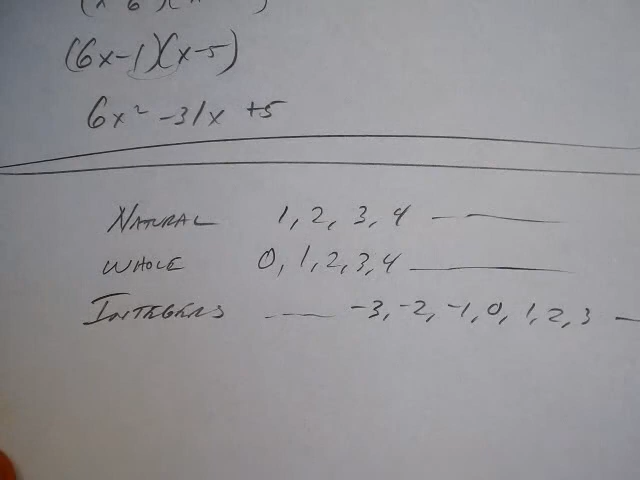 (6x-1)(x-5)
6x² -31x +5
NATURAL 1, 2, 3, 4 —
WHOLE 0, 1, 2, 3, 4 —
INTEGERS — -3, -2, -1, 0, 1, 2, 3 —